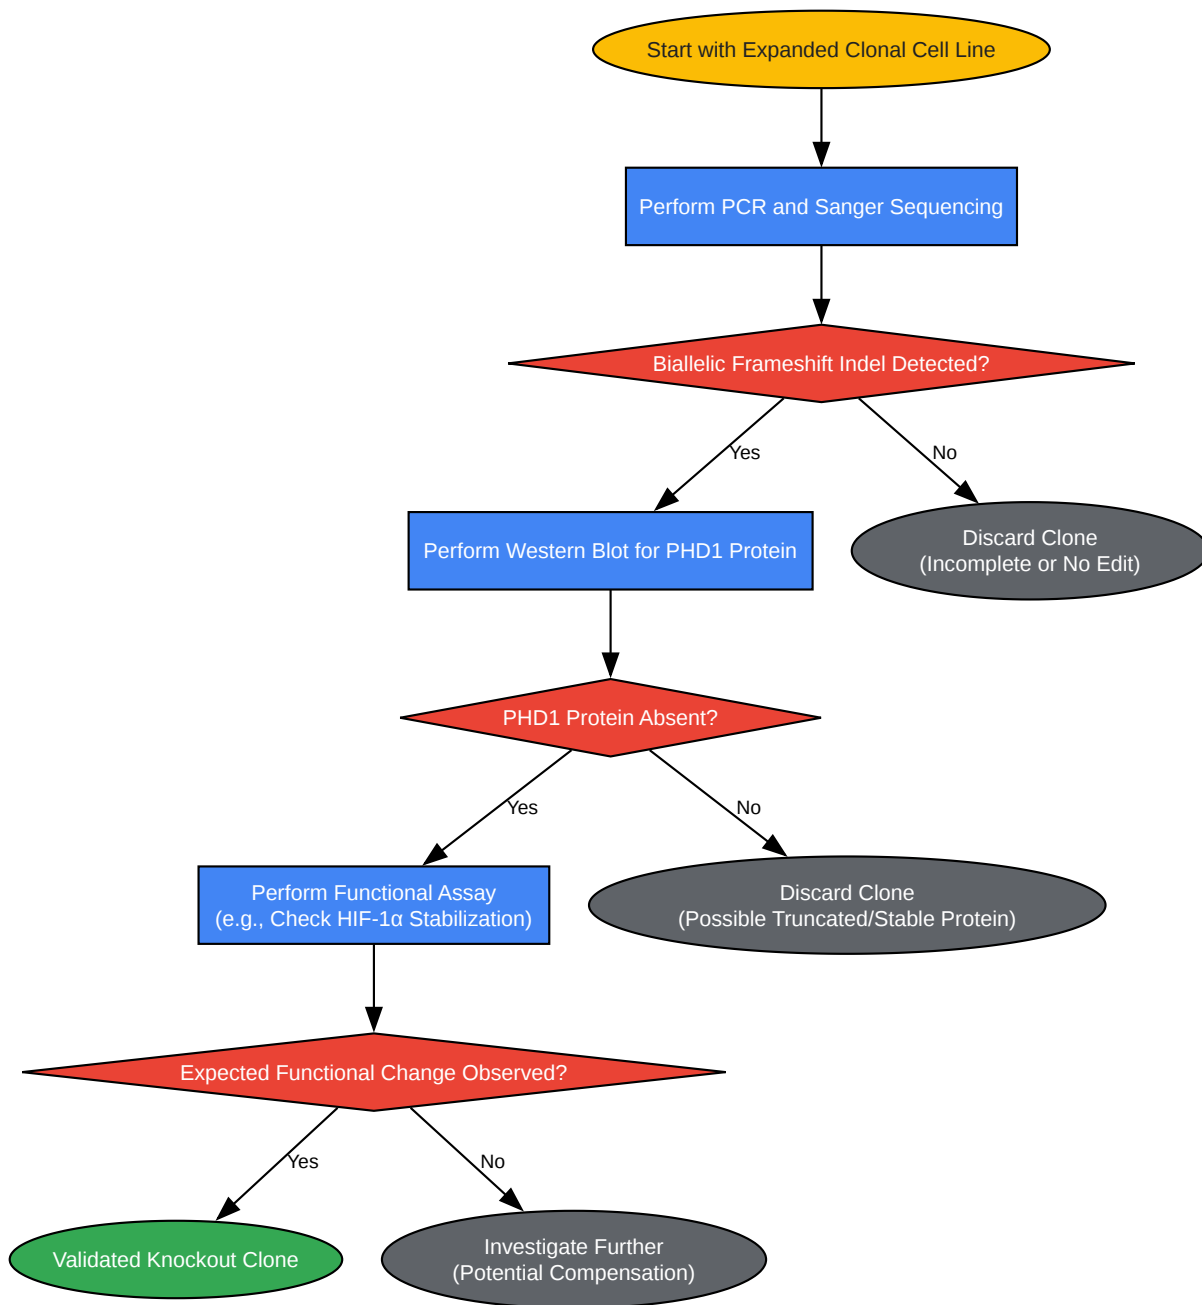 Start with Expanded Clonal Cell Line
Perform PCR and Sanger Sequencing
Biallelic Frameshift Indel Detected?
Yes
No
Perform Western Blot for PHD1 Protein
Discard Clone
(Incomplete or No Edit)
PHD1 Protein Absent?
Yes
No
Perform Functional Assay
(e.g., Check HIF-1α Stabilization)
Discard Clone
(Possible Truncated/Stable Protein)
Expected Functional Change Observed?
Yes
No
Validated Knockout Clone
Investigate Further
(Potential Compensation)